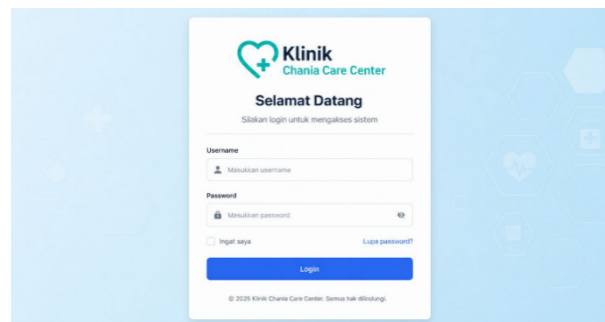 Klinik
Chania Care Center
Selamat Datang
Silakan login untuk mengakses sistem
Username
Masukkan username
Password
Masukkan password
Ingat saya
Lupa password?
Login
© 2025 Klinik Chania Care Center. Semua hak dilindungi.